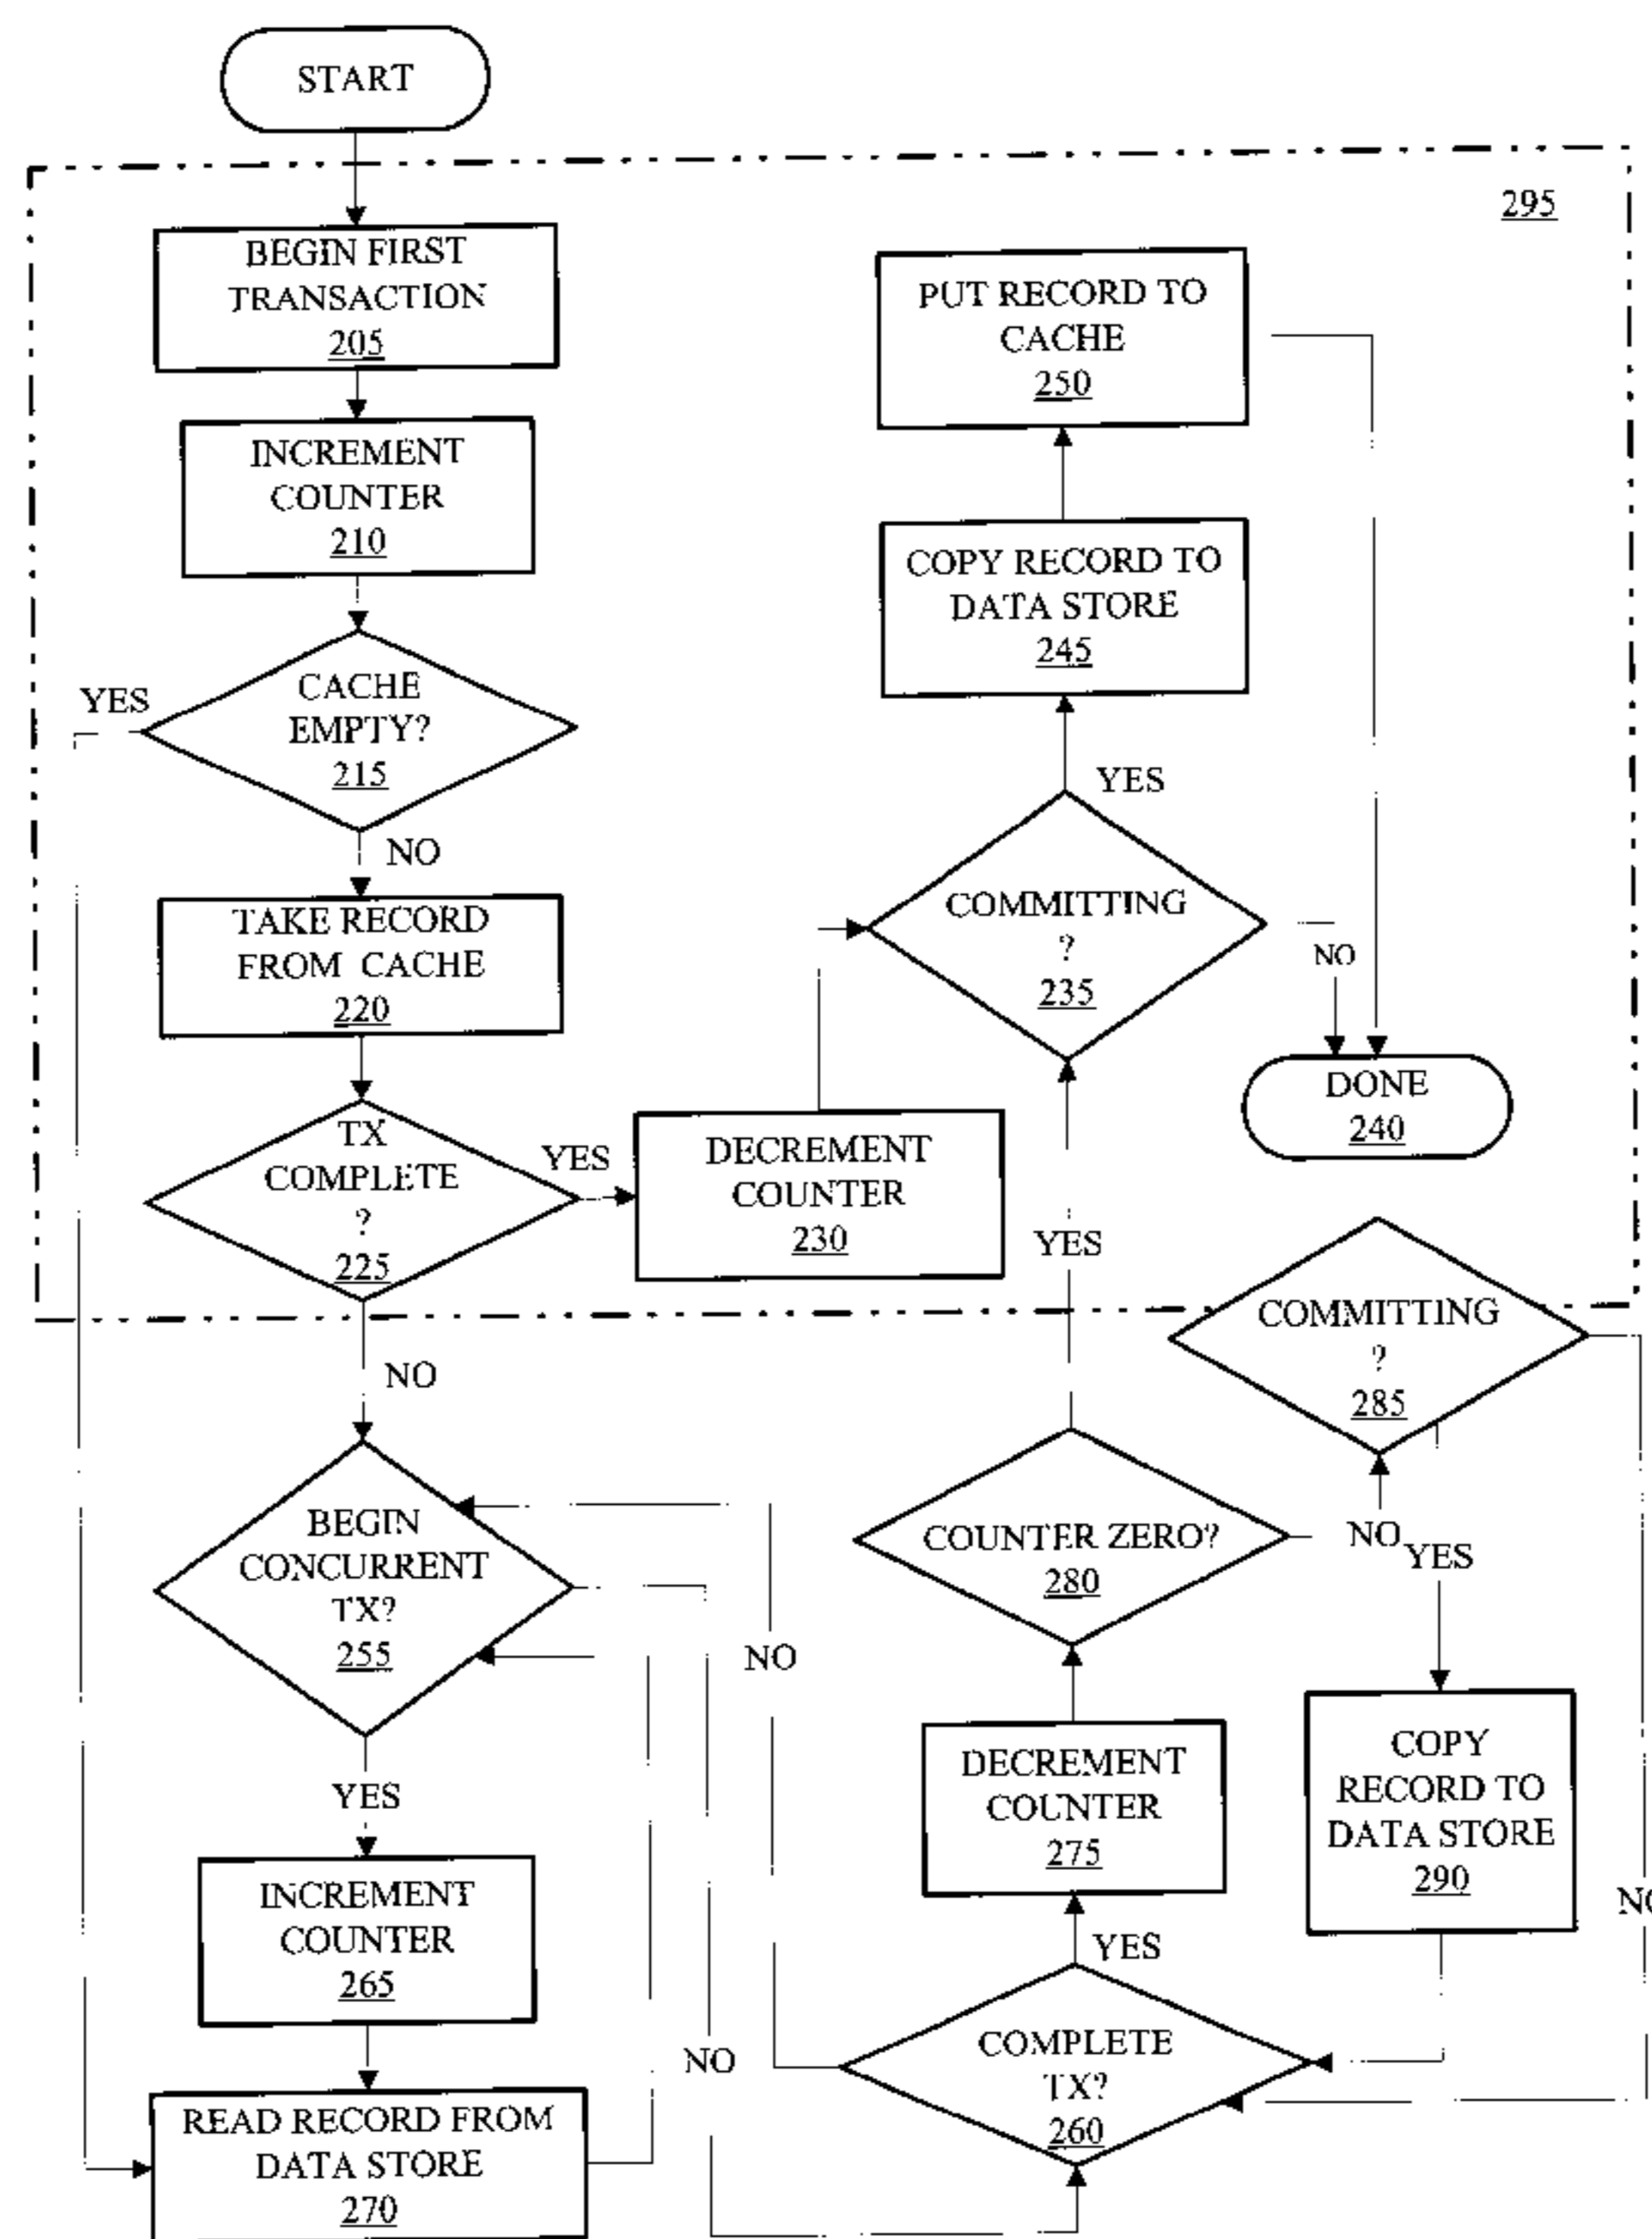 START
295
BEGIN FIRST
TRANSACTION
205
INCREMENT
COUNTER
210
CACHE
EMPTY?
215
YES
NO
TAKE RECORD
FROM CACHE
220
TX
COMPLETE
?
225
YES
NO
DECREMENT
COUNTER
230
PUT RECORD TO
CACHE
250
COPY RECORD TO
DATA STORE
245
YES
COMMITTING
?
235
NO
DONE
240
YES
COMMITTING
?
285
BEGIN
CONCURRENT
TX?
255
NO
YES
INCREMENT
COUNTER
265
READ RECORD FROM
DATA STORE
270
NO
COUNTER ZERO?
280
NO
YES
DECREMENT
COUNTER
275
COPY
RECORD TO
DATA STORE
290
YES
COMPLETE
TX?
260